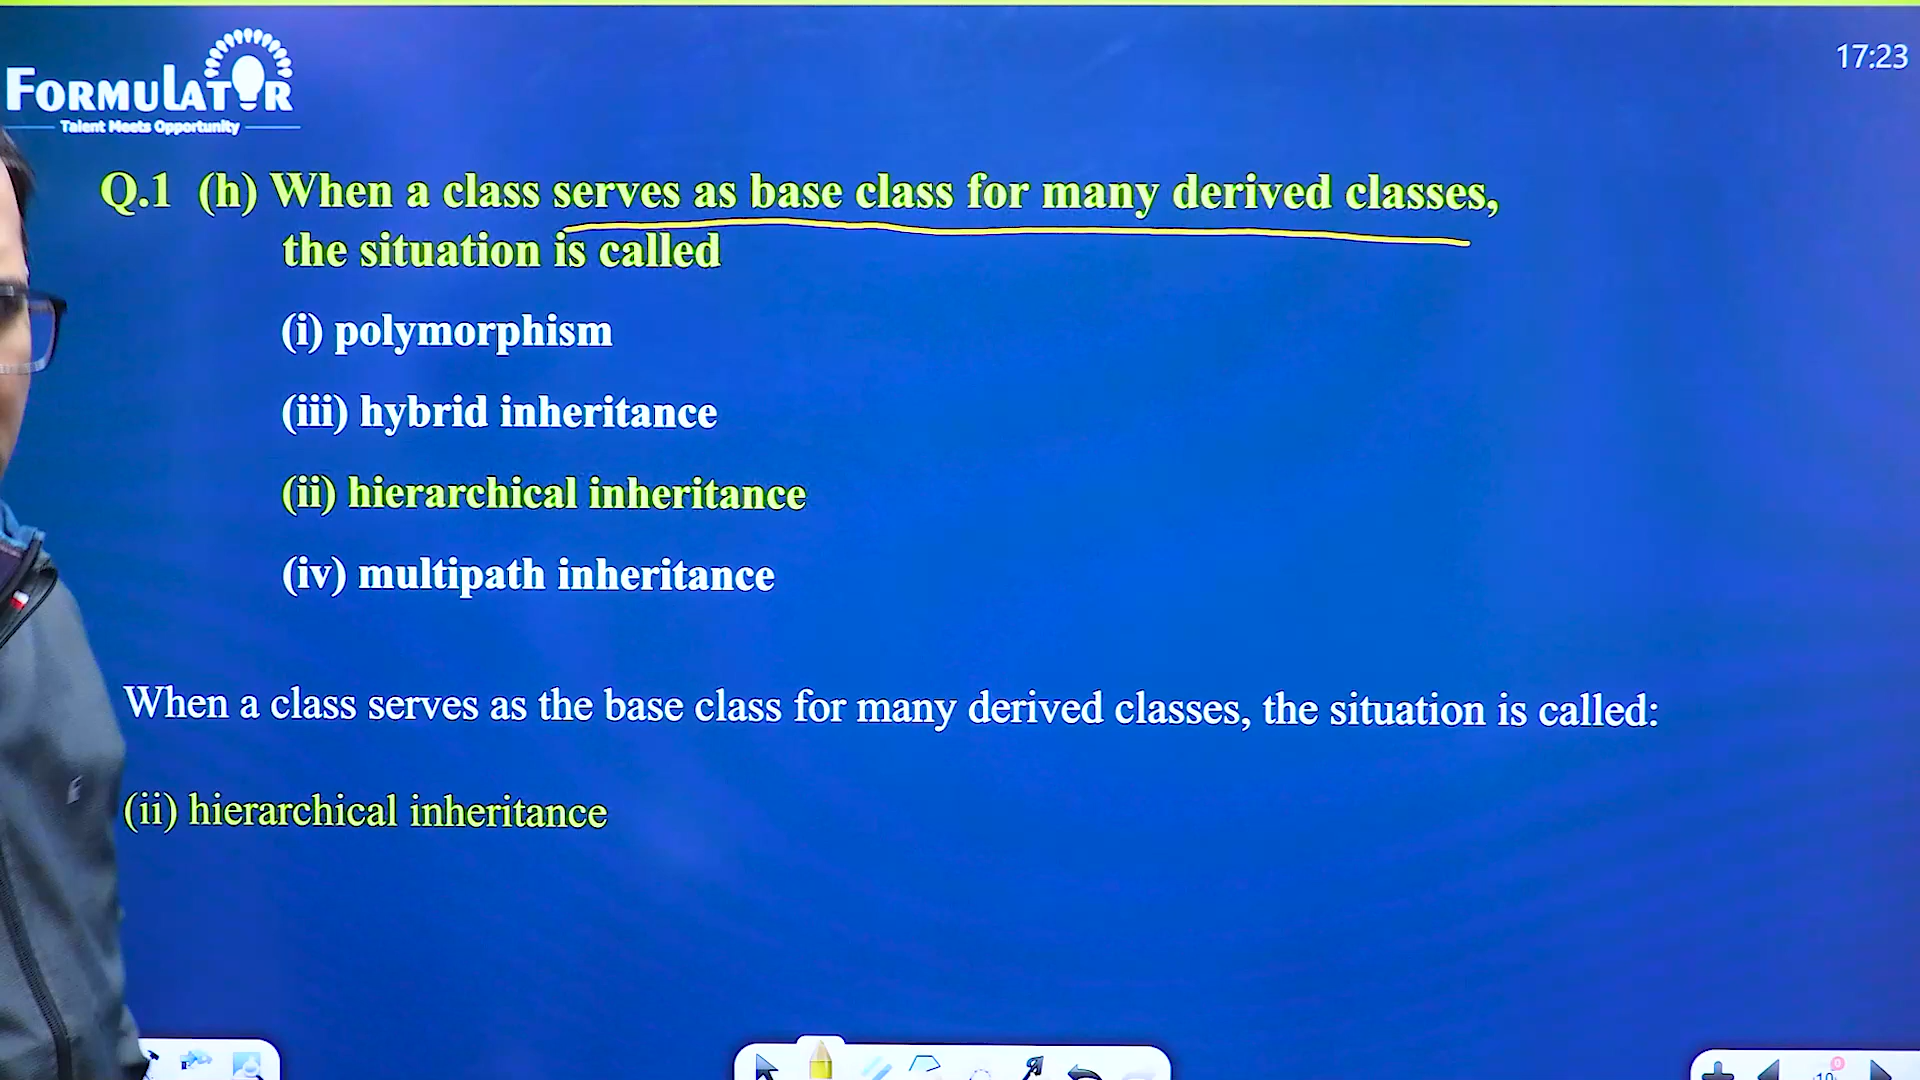 FORMULATOR
Talent Meets Opportunity
17:23
Q.1 (h) When a class serves as base class for many derived classes,
the situation is called
(i) polymorphism
(iii) hybrid inheritance
(ii) hierarchical inheritance
(iv) multipath inheritance
When a class serves as the base class for many derived classes, the situation is called:
(ii) hierarchical inheritance